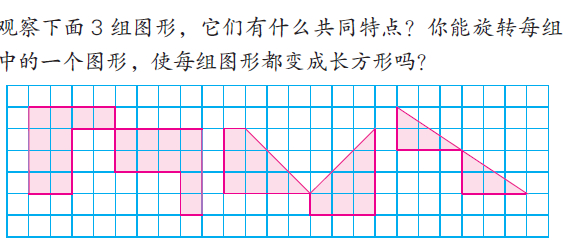 观察下面 3 组图形，它们有什么共同特点？你能旋转每组
中的一个图形，使每组图形都变成长方形吗？